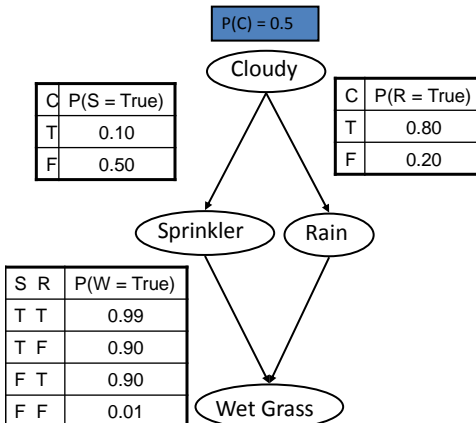 P(C) = 0.5
Cloudy
C P(S = True)
T 0.10
F 0.50
C P(R = True)
T 0.80
F 0.20
Sprinkler
Rain
S R P(W = True)
T T 0.99
T F 0.90
F T 0.90
F F 0.01
Wet Grass